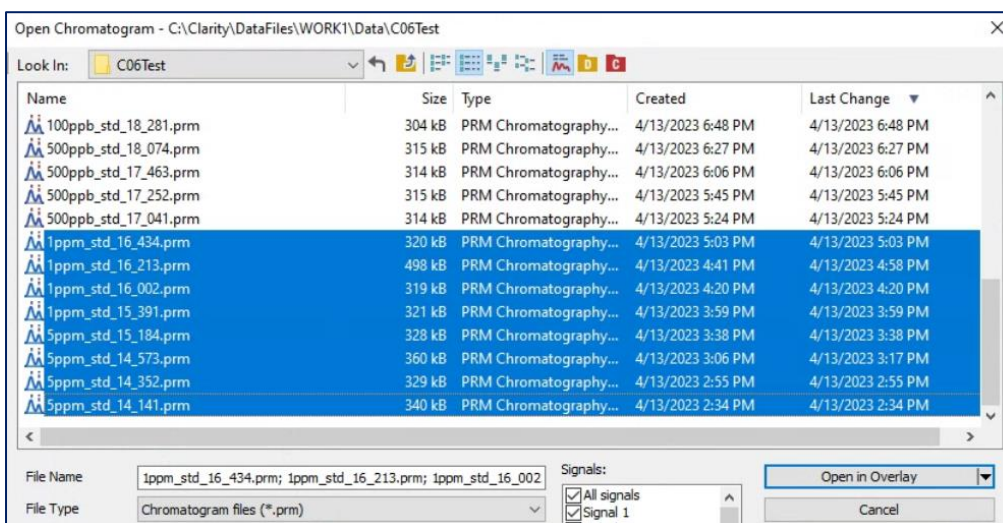 Open Chromatogram - C:\Clarity\DataFiles\WORK1\Data\C06Test
Look In: C06Test D C
Name Size Type Created Last Change
100ppb_std_18_281.prm 304 kB PRM Chromatography... 4/13/2023 6:48 PM 4/13/2023 6:48 PM
500ppb_std_18_074.prm 315 kB PRM Chromatography... 4/13/2023 6:27 PM 4/13/2023 6:27 PM
500ppb_std_17_463.prm 314 kB PRM Chromatography... 4/13/2023 6:06 PM 4/13/2023 6:06 PM
500ppb_std_17_252.prm 315 kB PRM Chromatography... 4/13/2023 5:45 PM 4/13/2023 5:45 PM
500ppb_std_17_041.prm 314 kB PRM Chromatography... 4/13/2023 5:24 PM 4/13/2023 5:24 PM
1ppm_std_16_434.prm 320 kB PRM Chromatography... 4/13/2023 5:03 PM 4/13/2023 5:03 PM
1ppm_std_16_213.prm 498 kB PRM Chromatography... 4/13/2023 4:41 PM 4/13/2023 4:58 PM
1ppm_std_16_002.prm 319 kB PRM Chromatography... 4/13/2023 4:20 PM 4/13/2023 4:20 PM
1ppm_std_15_391.prm 321 kB PRM Chromatography... 4/13/2023 3:59 PM 4/13/2023 3:59 PM
5ppm_std_15_184.prm 328 kB PRM Chromatography... 4/13/2023 3:38 PM 4/13/2023 3:38 PM
5ppm_std_14_573.prm 360 kB PRM Chromatography... 4/13/2023 3:06 PM 4/13/2023 3:17 PM
5ppm_std_14_352.prm 329 kB PRM Chromatography... 4/13/2023 2:55 PM 4/13/2023 2:55 PM
5ppm_std_14_141.prm 340 kB PRM Chromatography... 4/13/2023 2:34 PM 4/13/2023 2:34 PM
File Name 1ppm_std_16_434.prm; 1ppm_std_16_213.prm; 1ppm_std_16_002 Signals: Open in Overlay
All signals
File Type Chromatogram files (*.prm) Signal 1 Cancel